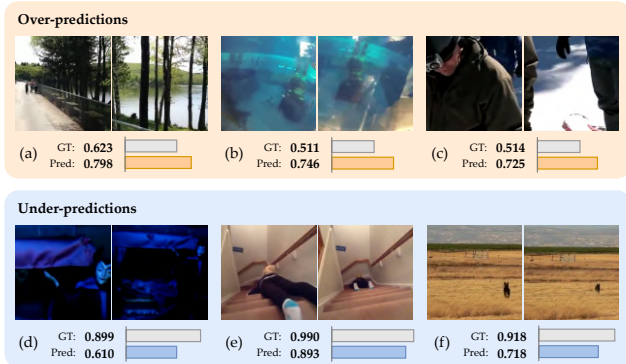 Over-predictions
(a) GT: 0.623
Pred: 0.798
(b) GT: 0.511
Pred: 0.746
(c) GT: 0.514
Pred: 0.725
Under-predictions
(d) GT: 0.899
Pred: 0.610
(e) GT: 0.990
Pred: 0.893
(f) GT: 0.918
Pred: 0.718